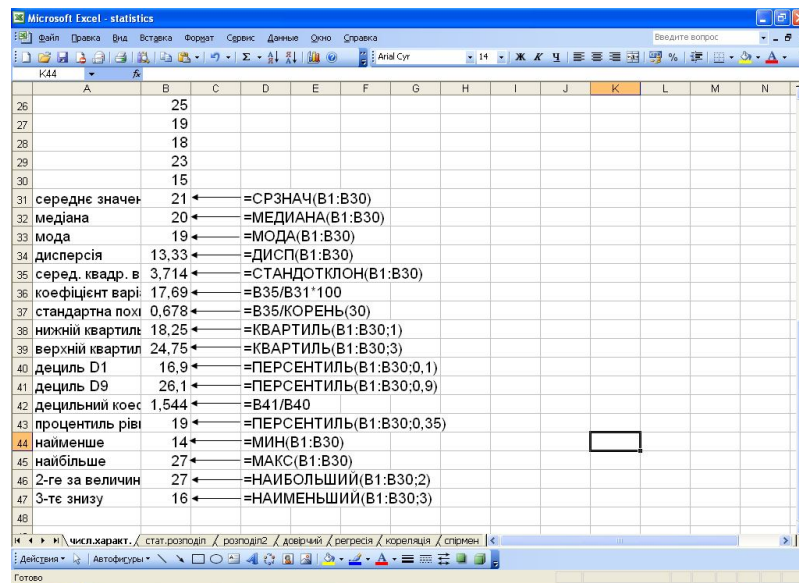 Microsoft Excel - statistics
Файл Правка Вид Вставка Формат Сервис Данные Окно Справка Введите вопрос
Arial Cyr 14 Ж К Ч %
K44 fx
A B C D E F G H I J K L M N
26 25
27 19
28 18
29 23
30 15
31 середнє значен 21 =СРЗНАЧ(B1:B30)
32 медіана 20 =МЕДИАНА(B1:B30)
33 мода 19 =МОДА(B1:B30)
34 дисперсія 13,33 =ДИСП(B1:B30)
35 серед. квадр. в 3,714 =СТАНДОТКЛОН(B1:B30)
36 коефіцієнт варі 17,69 =B35/B31*100
37 стандартна пох 0,678 =B35/КОРЕНЬ(30)
38 нижній квартиль 18,25 =КВАРТИЛЬ(B1:B30;1)
39 верхній квартил 24,75 =КВАРТИЛЬ(B1:B30;3)
40 дециль D1 16,9 =ПЕРСЕНТИЛЬ(B1:B30;0,1)
41 дециль D9 26,1 =ПЕРСЕНТИЛЬ(B1:B30;0,9)
42 децильний коес 1,544 =B41/B40
43 процентиль рів 19 =ПЕРСЕНТИЛЬ(B1:B30;0,35)
44 найменше 14 =МИН(B1:B30)
45 найбільше 27 =МАКС(B1:B30)
46 2-ге за величин 27 =НАИБОЛЬШИЙ(B1:B30;2)
47 3-тє знизу 16 =НАИМЕНЬШИЙ(B1:B30;3)
48
числ.характ. стат.розподіл розподіл2 довірчий регресія кореляція спірмен
Действия Автофигуры
Готово